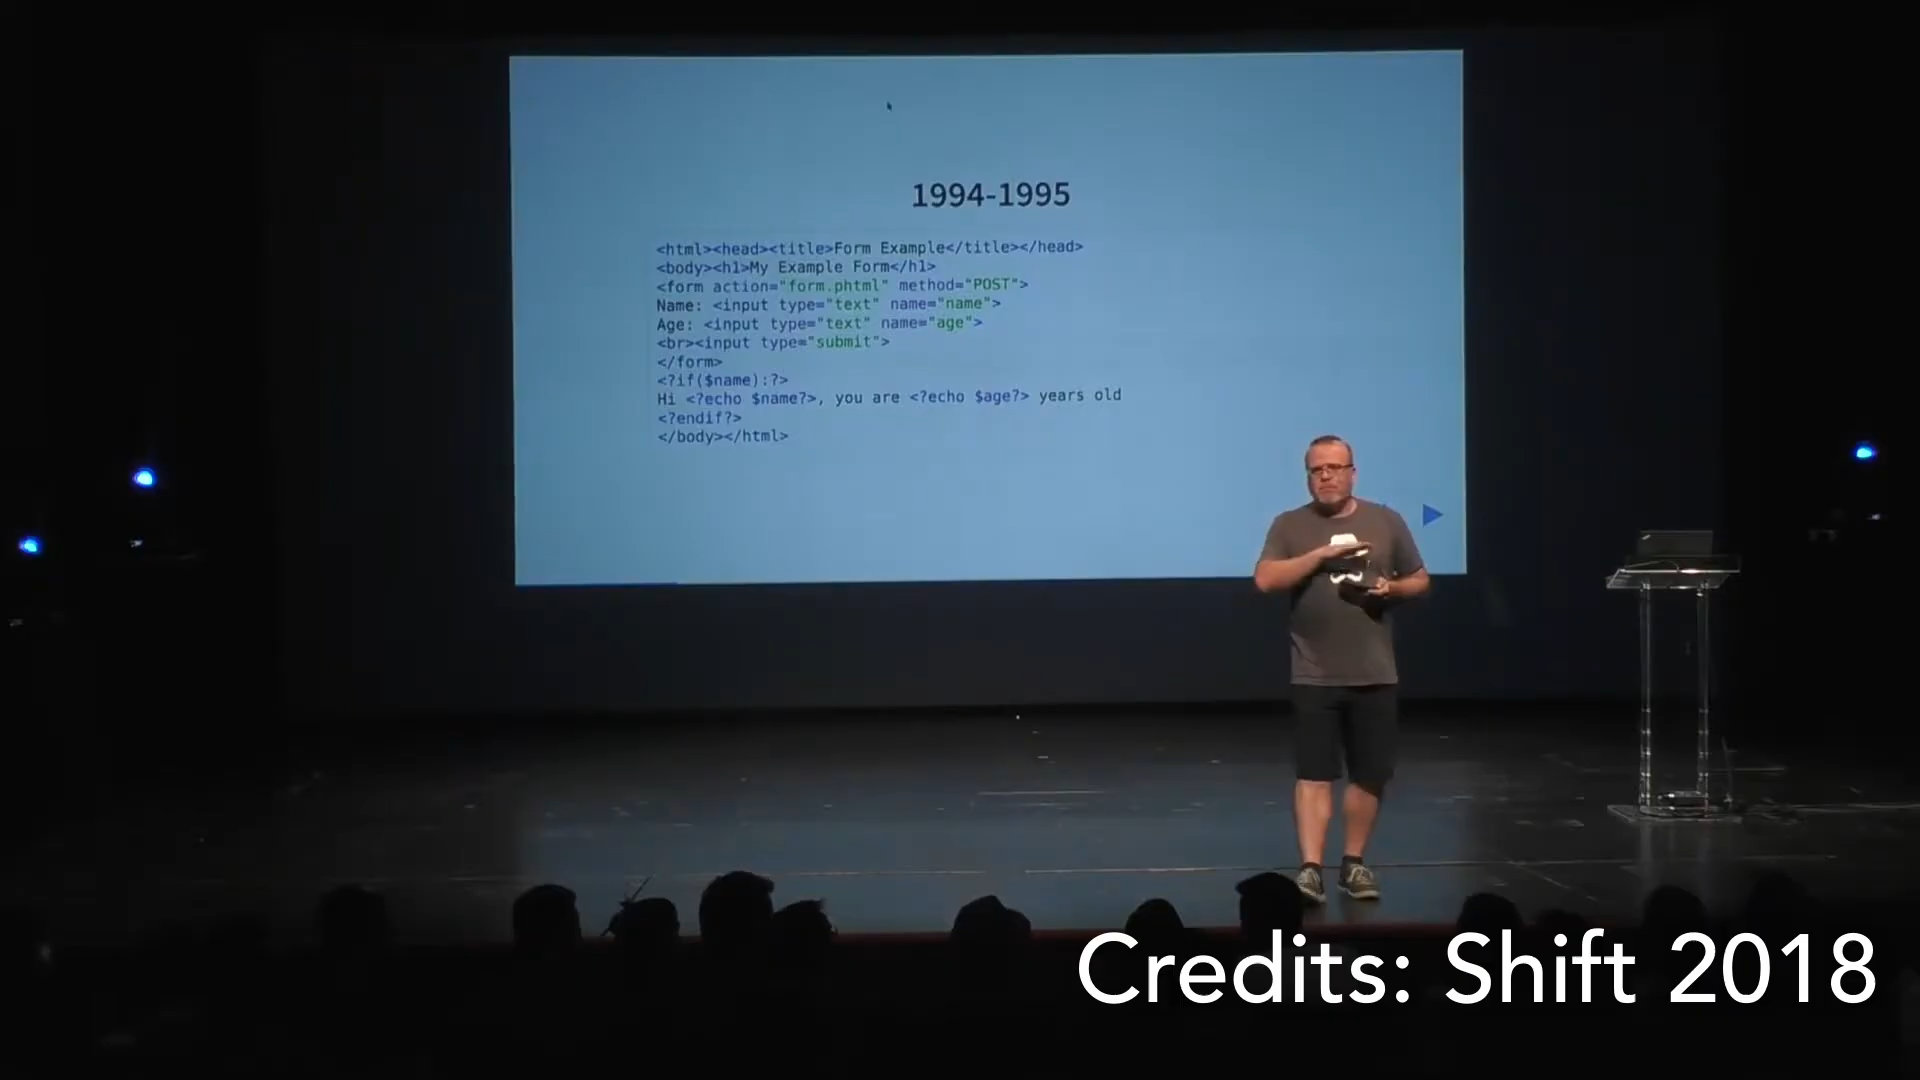 1994-1995
<html><head><title>Form Example</title></head>
<body><h1>My Example Form</h1>
<form action="form.phtml" method="POST">
Name: <input type="text" name="name">
Age: <input type="text" name="age">
<br><input type="submit">
</form>
<?if($name):?>
Hi <?echo $name?>, you are <?echo $age?> years old
<?endif?>
</body></html>
Credits: Shift 2018